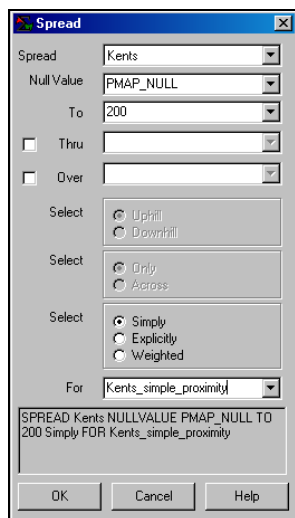 Spread
Spread Kents
Null Value PMAP_NULL
To 200
Thru
Over
Select Uphill
Downhill
Select Only
Across
Select Simply
Explicitly
Weighted
For Kents_simple_proximity
SPREAD Kents NULLVALUE PMAP_NULL TO
200 Simply FOR Kents_simple_proximity
OK Cancel Help